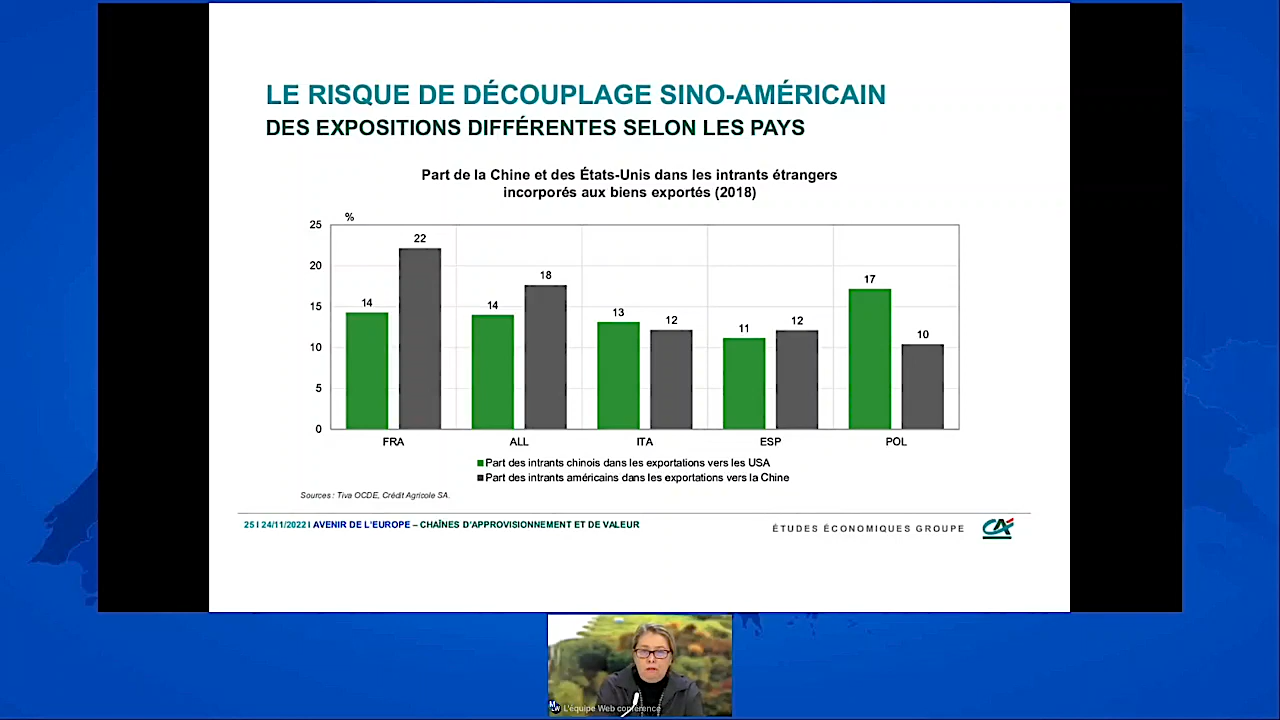 LE RISQUE DE DÉCOUPLAGE SINO-AMÉRICAIN
DES EXPOSITIONS DIFFÉRENTES SELON LES PAYS
Part de la Chine et des États-Unis dans les intrants étrangers
incorporés aux biens exportés (2018)
%
25
20
15
10
5
0
14
22
14
18
13
12
11
12
17
10
FRA
ALL
ITA
ESP
POL
Part des intrants chinois dans les exportations vers les USA
Part des intrants américains dans les exportations vers la Chine
Sources : Tiva OCDE, Crédit Agricole SA.
25 I 24/11/2022 I AVENIR DE L'EUROPE – CHAÎNES D'APPROVISIONNEMENT ET DE VALEUR
ÉTUDES ÉCONOMIQUES GROUPE
CA
L'équipe Web conférence